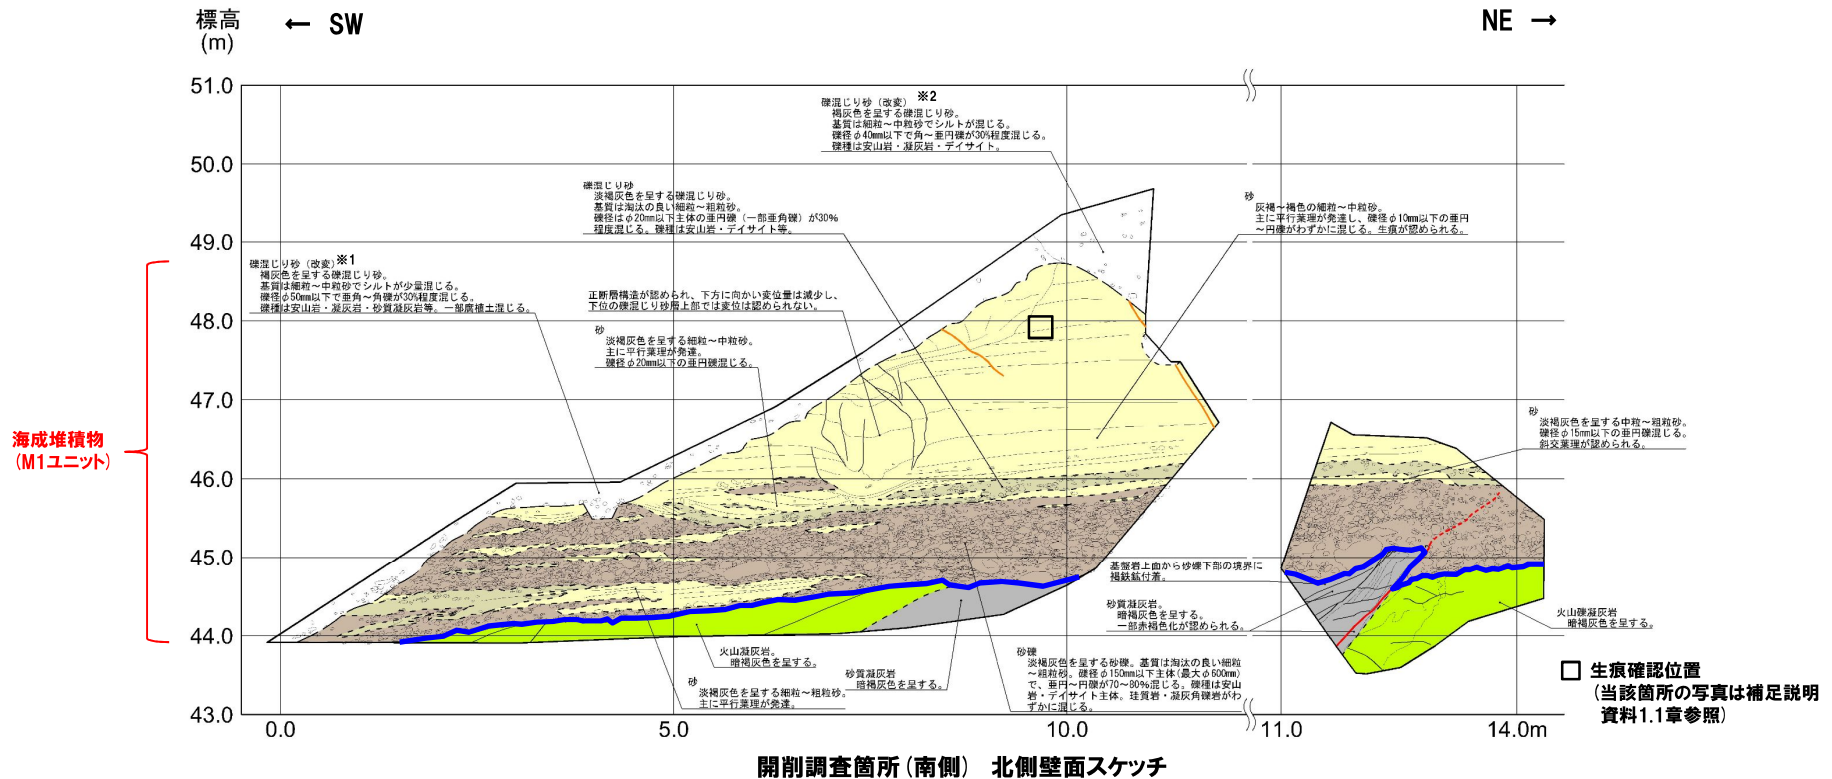 標高
(m)
← SW
NE →
51.0
50.0
49.0
48.0
47.0
46.0
45.0
44.0
43.0
礫混じり砂（改変）※2
褐灰色を呈する礫混じり砂。
基質は細粒～中粒砂でシルトが混じる。
礫径φ40mm以下で角～亜円礫が30%程度混じる。
礫種は安山岩・凝灰岩・デイサイト。
礫混じり砂
淡褐灰色を呈する礫混じり砂。
基質は淘汰の良い細粒～粗粒砂。
礫径はφ20mm以下主体の亜円礫（一部亜角礫）が30%
程度混じる。礫種は安山岩・デイサイト等。
砂
灰褐～褐色の細粒～中粒砂。
主に平行葉理が発達し、礫径φ10mm以下の亜円
～円礫がわずかに混じる。生痕が認められる。
礫混じり砂（改変）※1
褐灰色を呈する礫混じり砂。
基質は細粒～中粒砂でシルトが少量混じる。
礫径φ50mm以下で亜角～角礫が30%程度混じる。
礫種は安山岩・凝灰岩・砂質凝灰岩等。一部腐植土混じる。
正断層構造が認められ、下方に向かい変位量は減少し、
下位の礫混じり砂層上部では変位は認められない。
砂
淡褐灰色を呈する細粒～中粒砂。
主に平行葉理が発達。
礫径φ20mm以下の亜円礫混じる。
海成堆積物
（M1ユニット）
砂
淡褐灰色を呈する中粒～粗粒砂。
礫径φ15mm以下の亜円礫混じる。
斜交葉理が認められる。
基盤岩上面から砂礫下部の境界に
褐鉄鉱付着。
砂質凝灰岩。
暗褐灰色を呈する。
一部赤褐色化が認められる。
火山礫凝灰岩
暗褐灰色を呈する。
火山凝灰岩。
暗褐灰色を呈する。
砂質凝灰岩
暗褐灰色を呈する。
砂
淡褐灰色を呈する細粒～粗粒砂。
主に平行葉理が発達。
砂礫
淡褐灰色を呈する砂礫。基質は淘汰の良い細粒
～粗粒砂。礫径φ150mm以下主体（最大φ600mm）
で、亜円～円礫が70～80%混じる。礫種は安山
岩・デイサイト主体。珪質岩・凝灰角礫岩がわ
ずかに混じる。
生痕確認位置
（当該箇所の写真は補足説明
資料1.1章参照）
0.0
5.0
10.0
11.0
14.0m
開削調査箇所（南側） 北側壁面スケッチ